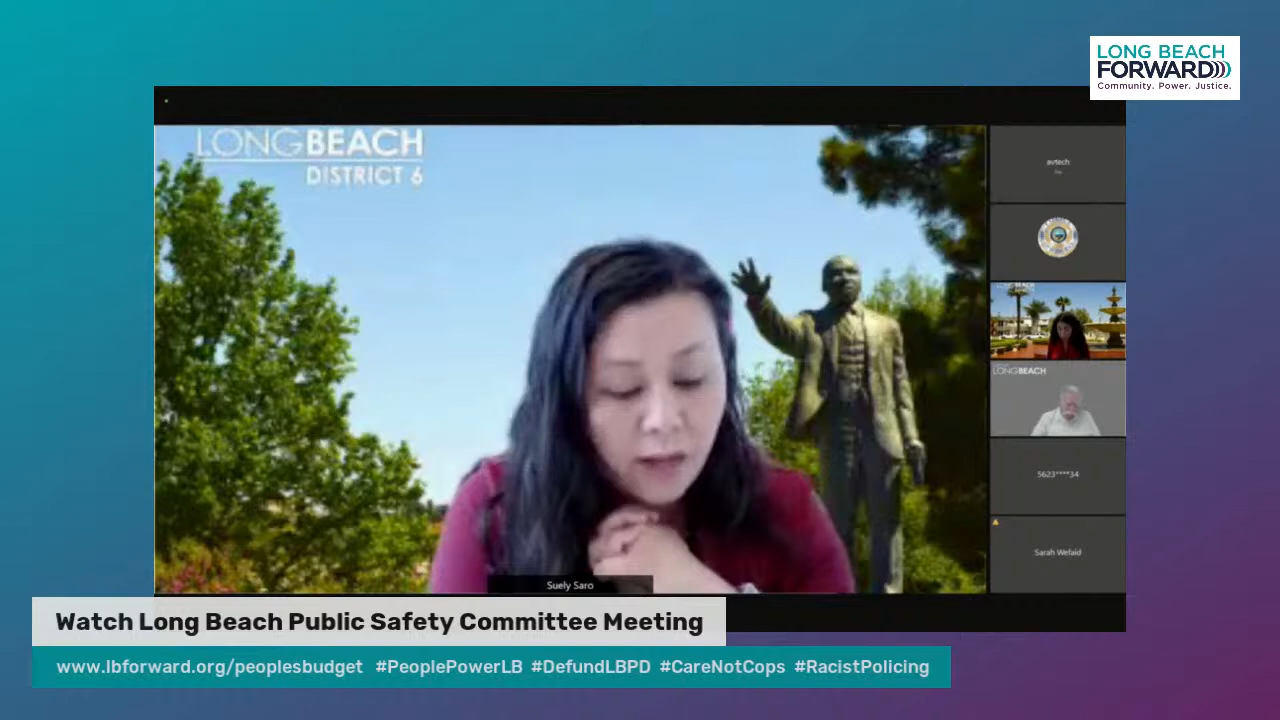 LONG BEACH
FORWARD
Community. Power. Justice.
LONGBEACH
DISTRICT 6
avtech
LONGBEACH
5623****34
Sarah Wefald
Suely Saro
Watch Long Beach Public Safety Committee Meeting
www.lbforward.org/peoplesbudget #PeoplePowerLB #DefundLBPD #CareNotCops #RacistPolicing